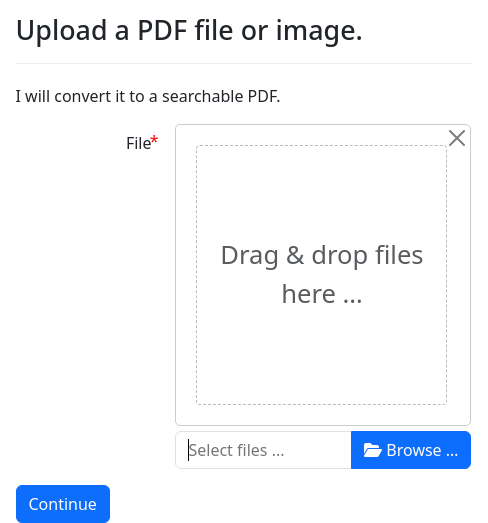 Upload a PDF file or image.
I will convert it to a searchable PDF.
File*
Drag & drop files
here ...
Select files ...
Browse ...
Continue